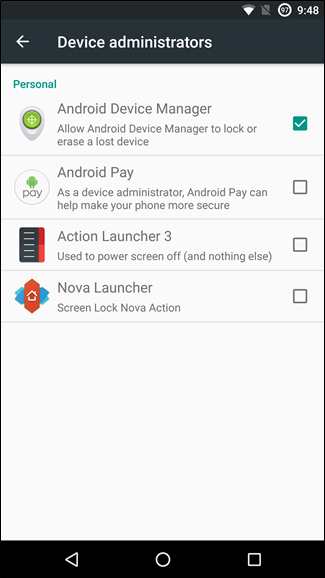 97 9:48
Device administrators
Personal
Android Device Manager
Allow Android Device Manager to lock or
erase a lost device
pay
Android Pay
As a device administrator, Android Pay can
help make your phone more secure
Action Launcher 3
Used to power screen off (and nothing else)
Nova Launcher
Screen Lock Nova Action